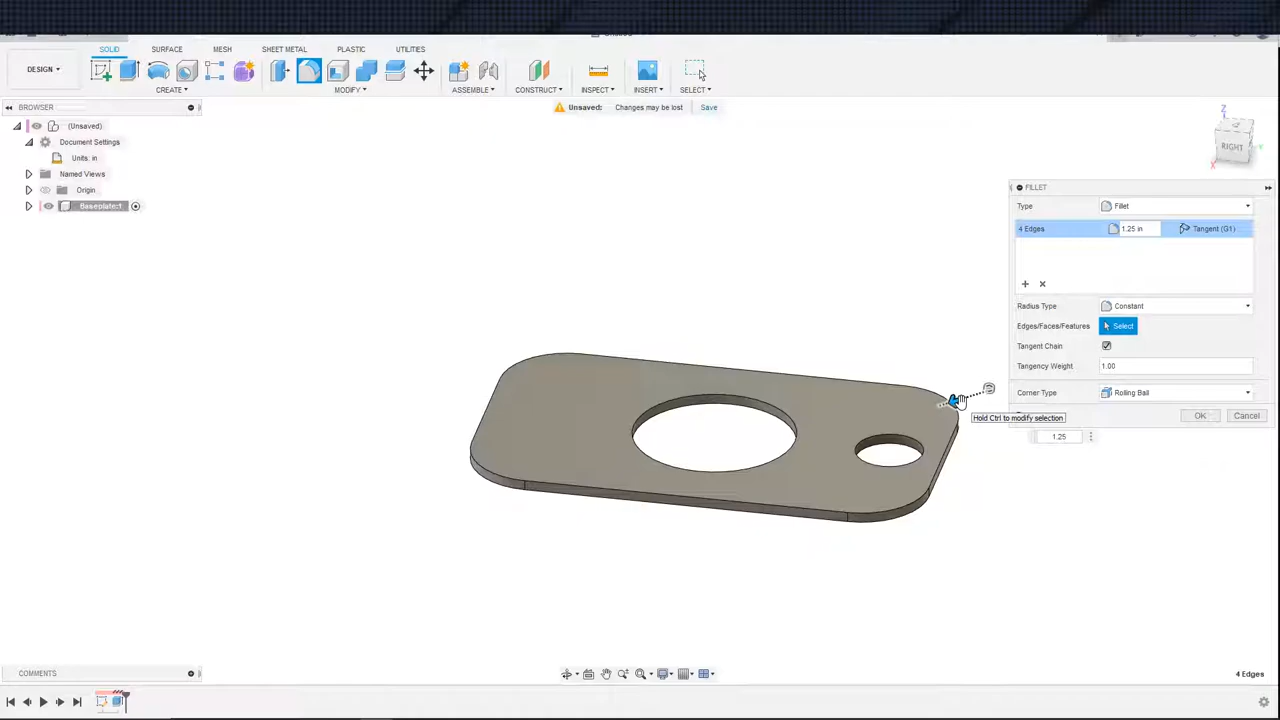 SOLID SURFACE MESH SHEET METAL PLASTIC UTILITIES
DESIGN
CREATE MODIFY ASSEMBLE CONSTRUCT INSPECT INSERT SELECT
BROWSER
Unsaved: Changes may be lost Save
(Unsaved)
Document Settings
Units: in
Named Views
Origin
Baseplate:1
Z
RIGHT
Y
X
FILLET
Type Fillet
4 Edges 1.25 in Tangent (G1)
Radius Type Constant
Edges/Faces/Features Select
Tangent Chain
Tangency Weight 1.00
Corner Type Rolling Ball
OK Cancel
Hold Ctrl to modify selection
1.25
COMMENTS
4 Edges